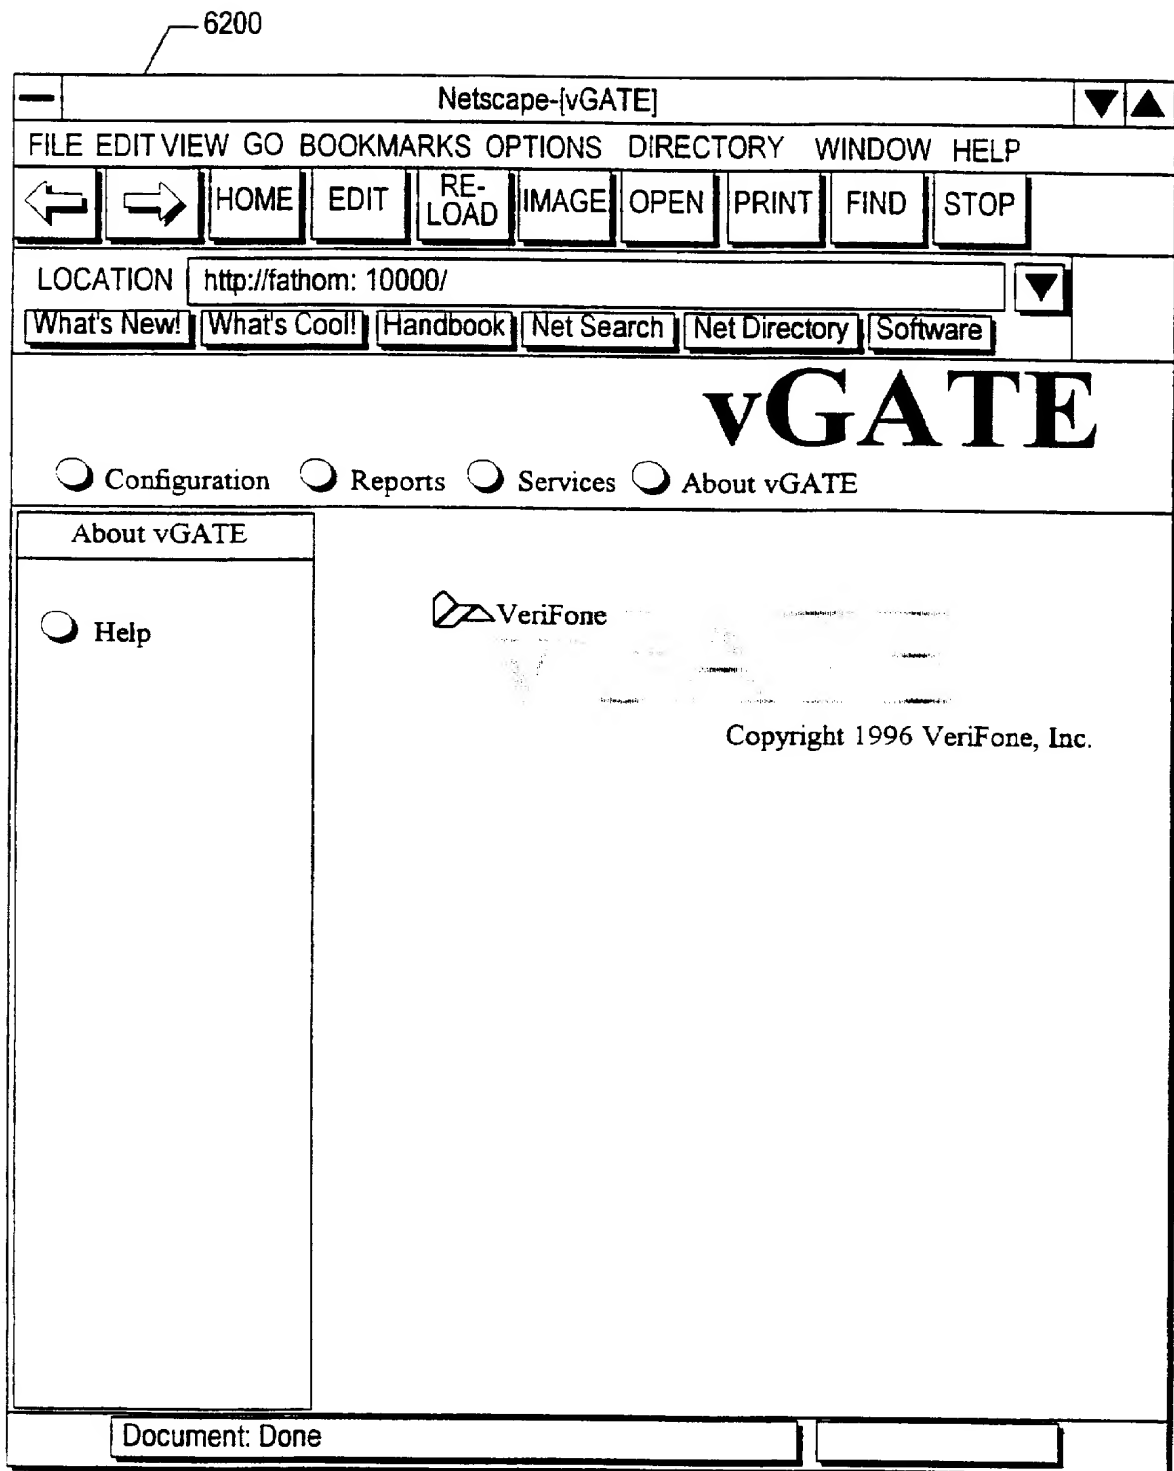 6200
Netscape-[vGATE]
FILE EDIT VIEW GO BOOKMARKS OPTIONS DIRECTORY WINDOW HELP
HOME EDIT RE-LOAD IMAGE OPEN PRINT FIND STOP
LOCATION http://fathom: 10000/
What's New! What's Cool! Handbook Net Search Net Directory Software
vGATE
Configuration Reports Services About vGATE
About vGATE
Help
VeriFone
Copyright 1996 VeriFone, Inc.
Document: Done